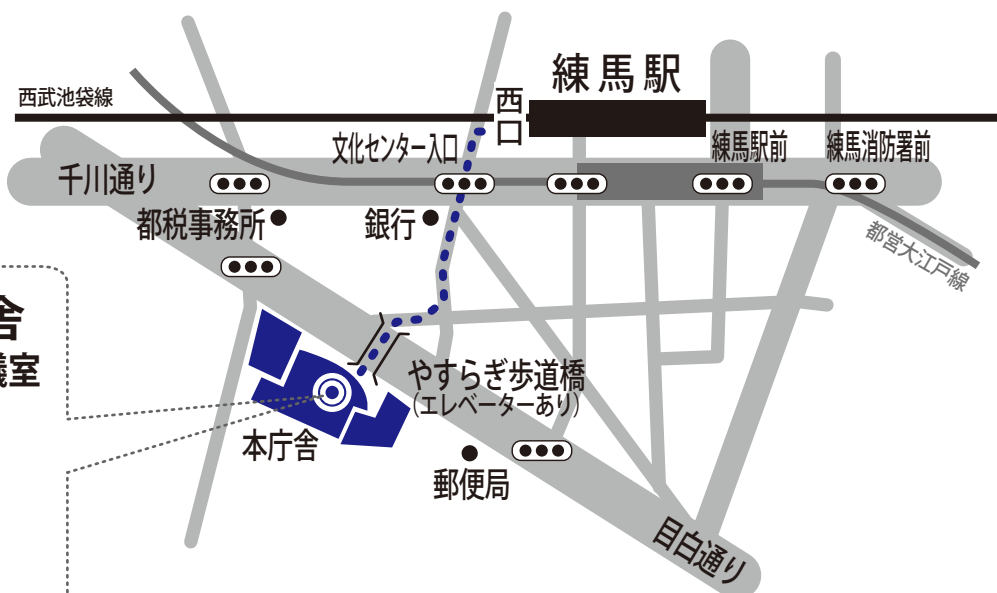 練馬駅
西武池袋線
西口
文化センター入口
練馬駅前
練馬消防署前
千川通り
都税事務所
銀行
都営大江戸線
舎
室
やすらぎ歩道橋
(エレベーターあり)
本庁舎
郵便局
目白通り